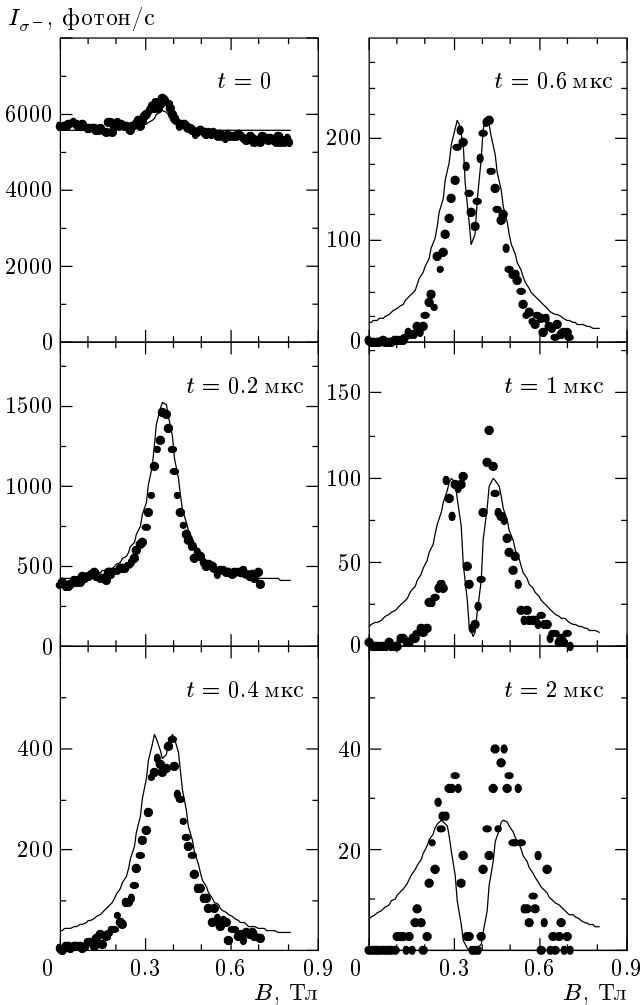 I_{σ⁻}, фотон/с
t = 0
6000
4000
2000
0
t = 0.6 мкс
200
100
0
t = 0.2 мкс
1500
1000
500
0
t = 1 мкс
150
100
50
0
t = 0.4 мкс
400
200
0
0 0.3 0.6 0.9
B, Тл
t = 2 мкс
40
20
0 0.3 0.6 0.9
B, Тл